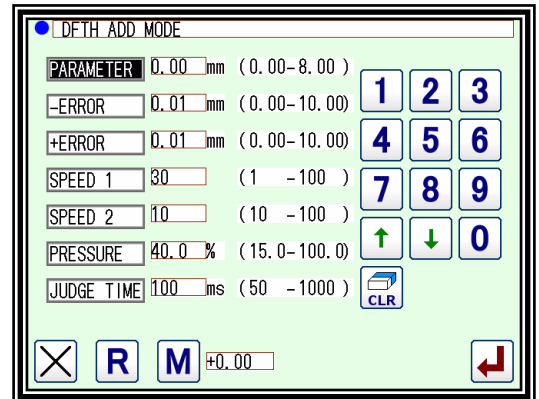 DFTH ADD MODE
PARAMETER 0.00 mm (0.00-8.00 )
-ERROR 0.01 mm (0.00-10.00)
+ERROR 0.01 mm (0.00-10.00)
SPEED 1 30 (1 -100 )
SPEED 2 10 (10 -100 )
PRESSURE 40.0 % (15.0-100.0)
JUDGE TIME 100 ms (50 -1000 )
1 2 3
4 5 6
7 8 9
↑ ↓ 0
CLR
R M +0.00